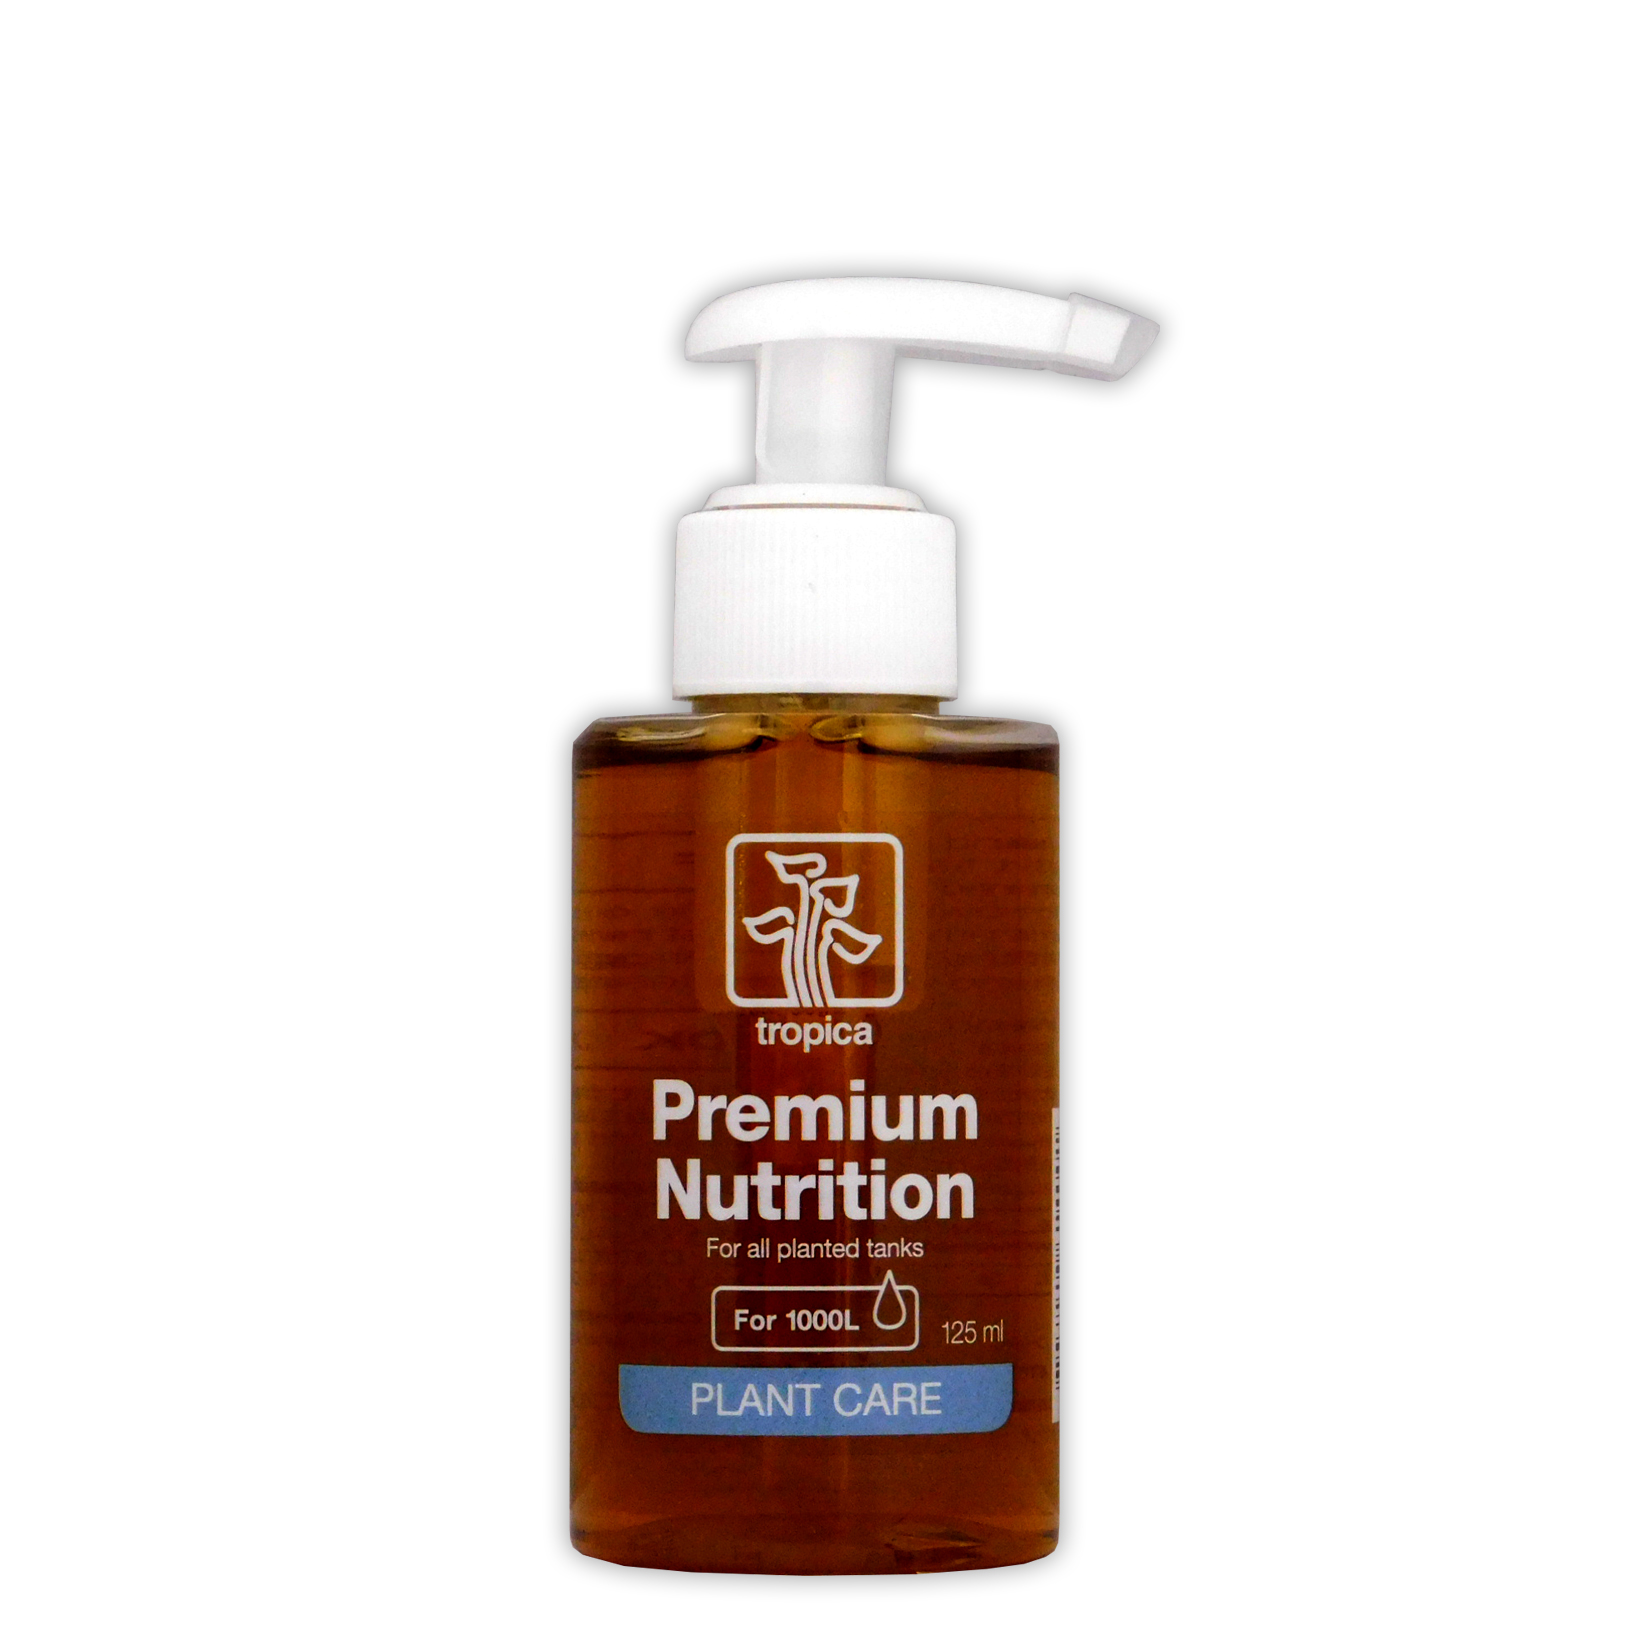 tropica
Premium
Nutrition
For all planted tanks
For 1000L
125 ml
PLANT CARE